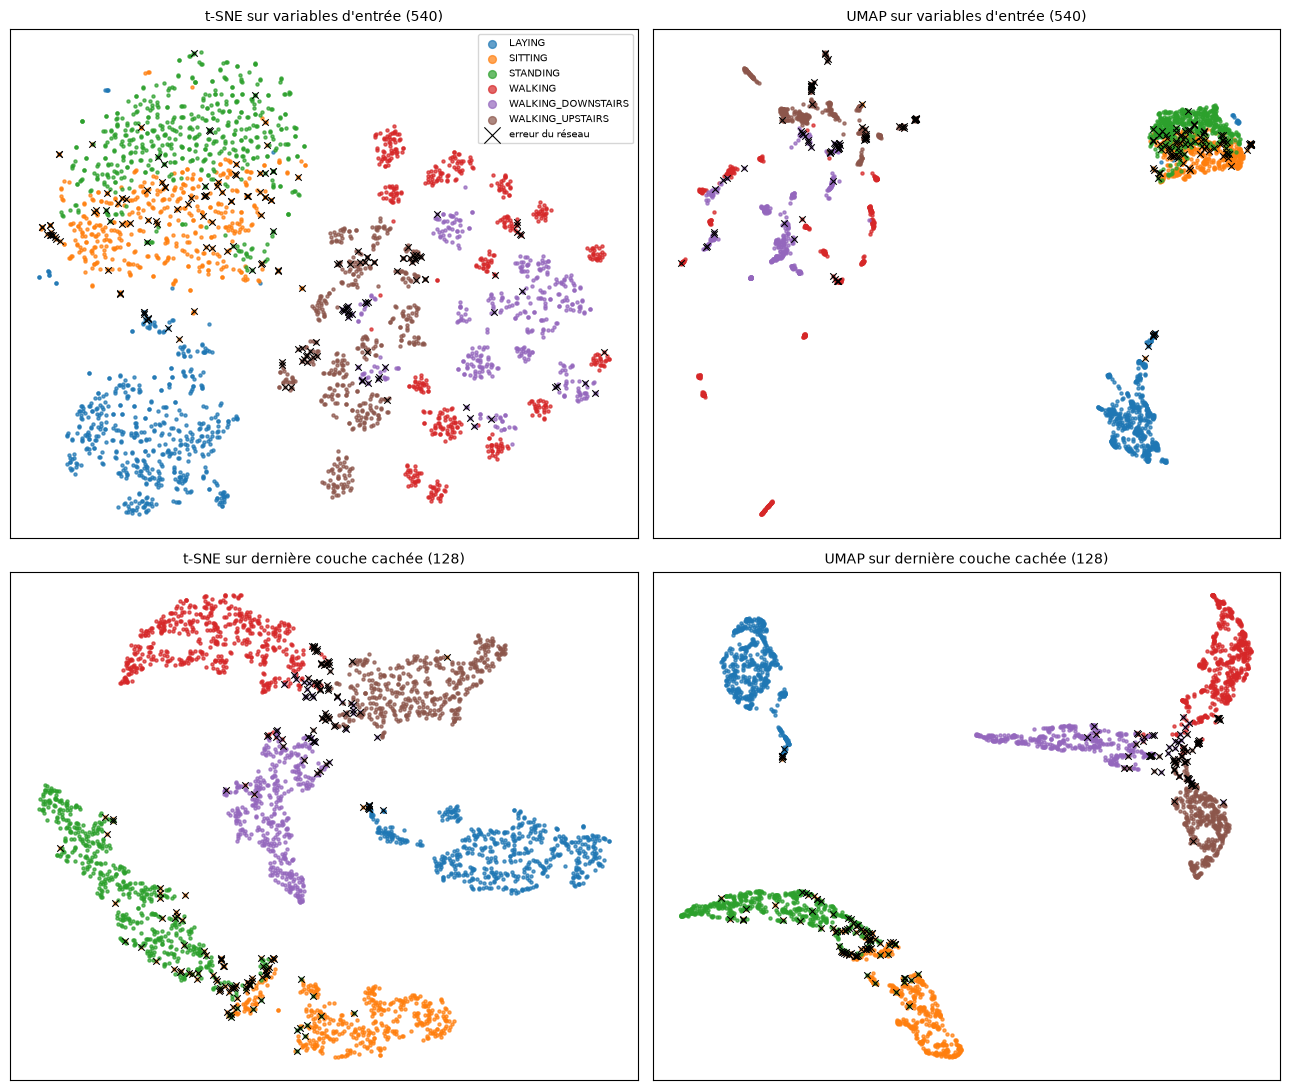 t-SNE sur variables d'entrée (540)
UMAP sur variables d'entrée (540)
LAYING
SITTING
STANDING
WALKING
WALKING_DOWNSTAIRS
WALKING_UPSTAIRS
erreur du réseau
t-SNE sur dernière couche cachée (128)
UMAP sur dernière couche cachée (128)